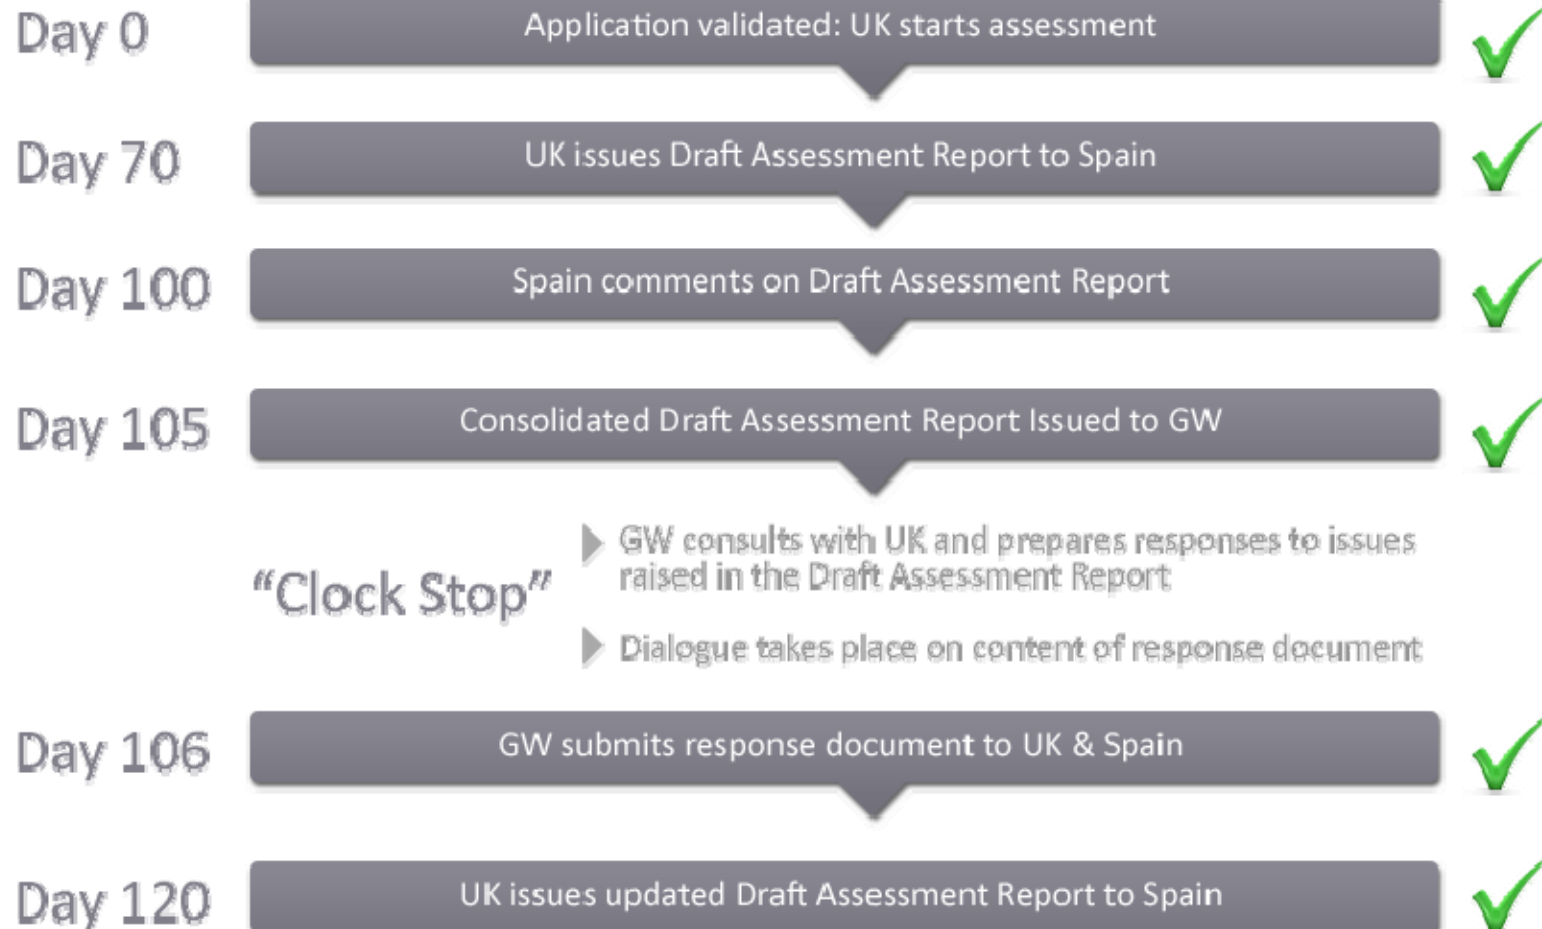 Day 0
Application validated: UK starts assessment
Day 70
UK issues Draft Assessment Report to Spain
Day 100
Spain comments on Draft Assessment Report
Day 105
Consolidated Draft Assessment Report Issued to GW
“Clock Stop”
GW consults with UK and prepares responses to issues
raised in the Draft Assessment Report
Dialogue takes place on content of response document
Day 106
GW submits response document to UK & Spain
Day 120
UK issues updated Draft Assessment Report to Spain